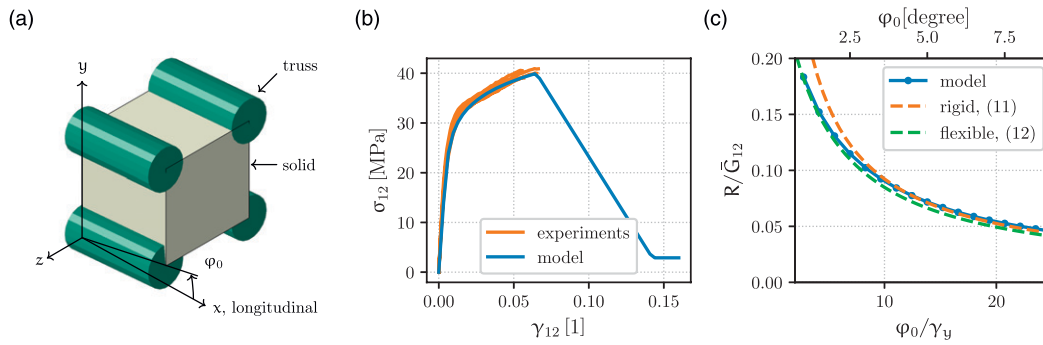 (a)
y
truss
solid
z
φ₀
x, longitudinal
(b)
σ₁₂ [MPa]
40
30
20
10
0
experiments
model
0.00
0.05
0.10
0.15
γ₁₂ [1]
(c)
φ₀[degree]
2.5
5.0
7.5
R/Ḡ₁₂
0.20
0.15
0.10
0.05
0.00
model
rigid, (11)
flexible, (12)
10
20
φ₀/γᵧ